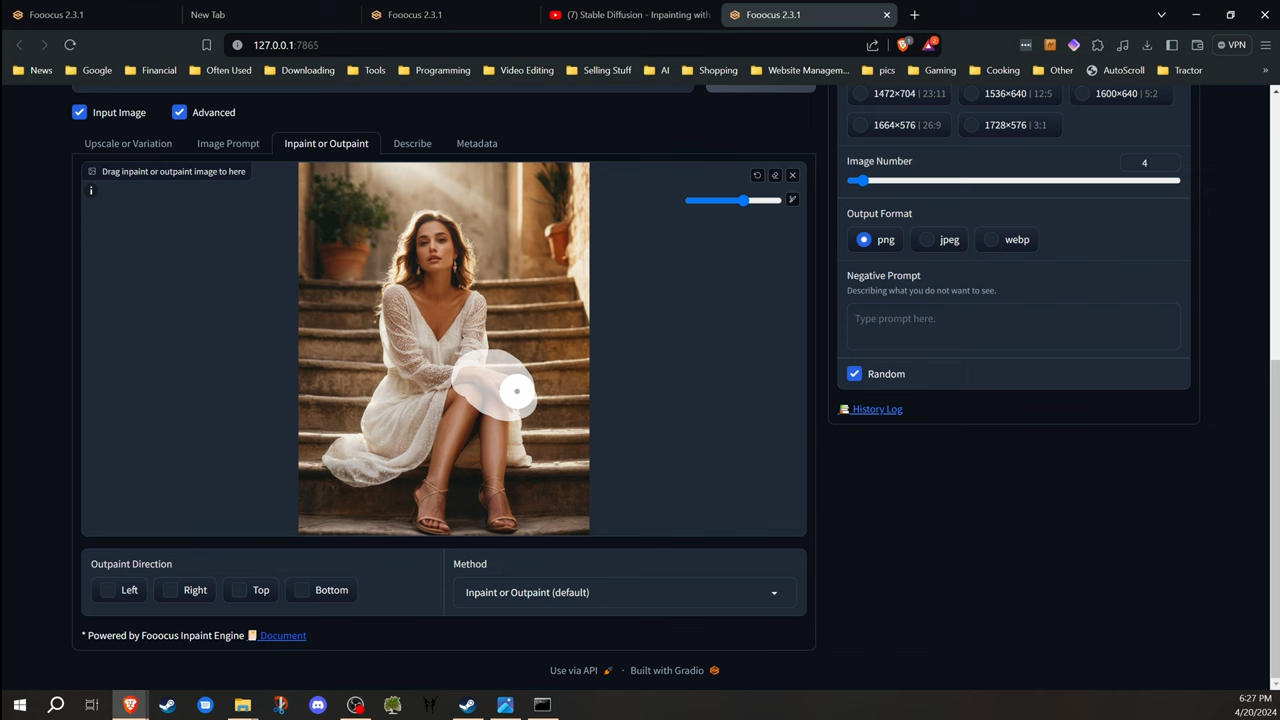 Fooocus 2.3.1
New Tab
Fooocus 2.3.1
(7) Stable Diffusion - Inpainting with
Fooocus 2.3.1
127.0.0.1:7865
VPN
News
Google
Financial
Often Used
Downloading
Tools
Programming
Video Editing
Selling Stuff
AI
Shopping
Website Managem...
pics
Gaming
Cooking
Other
AutoScroll
Tractor
»
Input Image
Advanced
Upscale or Variation
Image Prompt
Inpaint or Outpaint
Describe
Metadata
Drag inpaint or outpaint image to here
i
Outpaint Direction
Left
Right
Top
Bottom
Method
Inpaint or Outpaint (default)
* Powered by Fooocus Inpaint Engine Document
1472×704 | 23:11
1536×640 | 12:5
1600×640 | 5:2
1664×576 | 26:9
1728×576 | 3:1
Image Number
4
Output Format
png
jpeg
webp
Negative Prompt
Describing what you do not want to see.
Type prompt here.
Random
History Log
Use via API · Built with Gradio
6:27 PM
4/20/2024